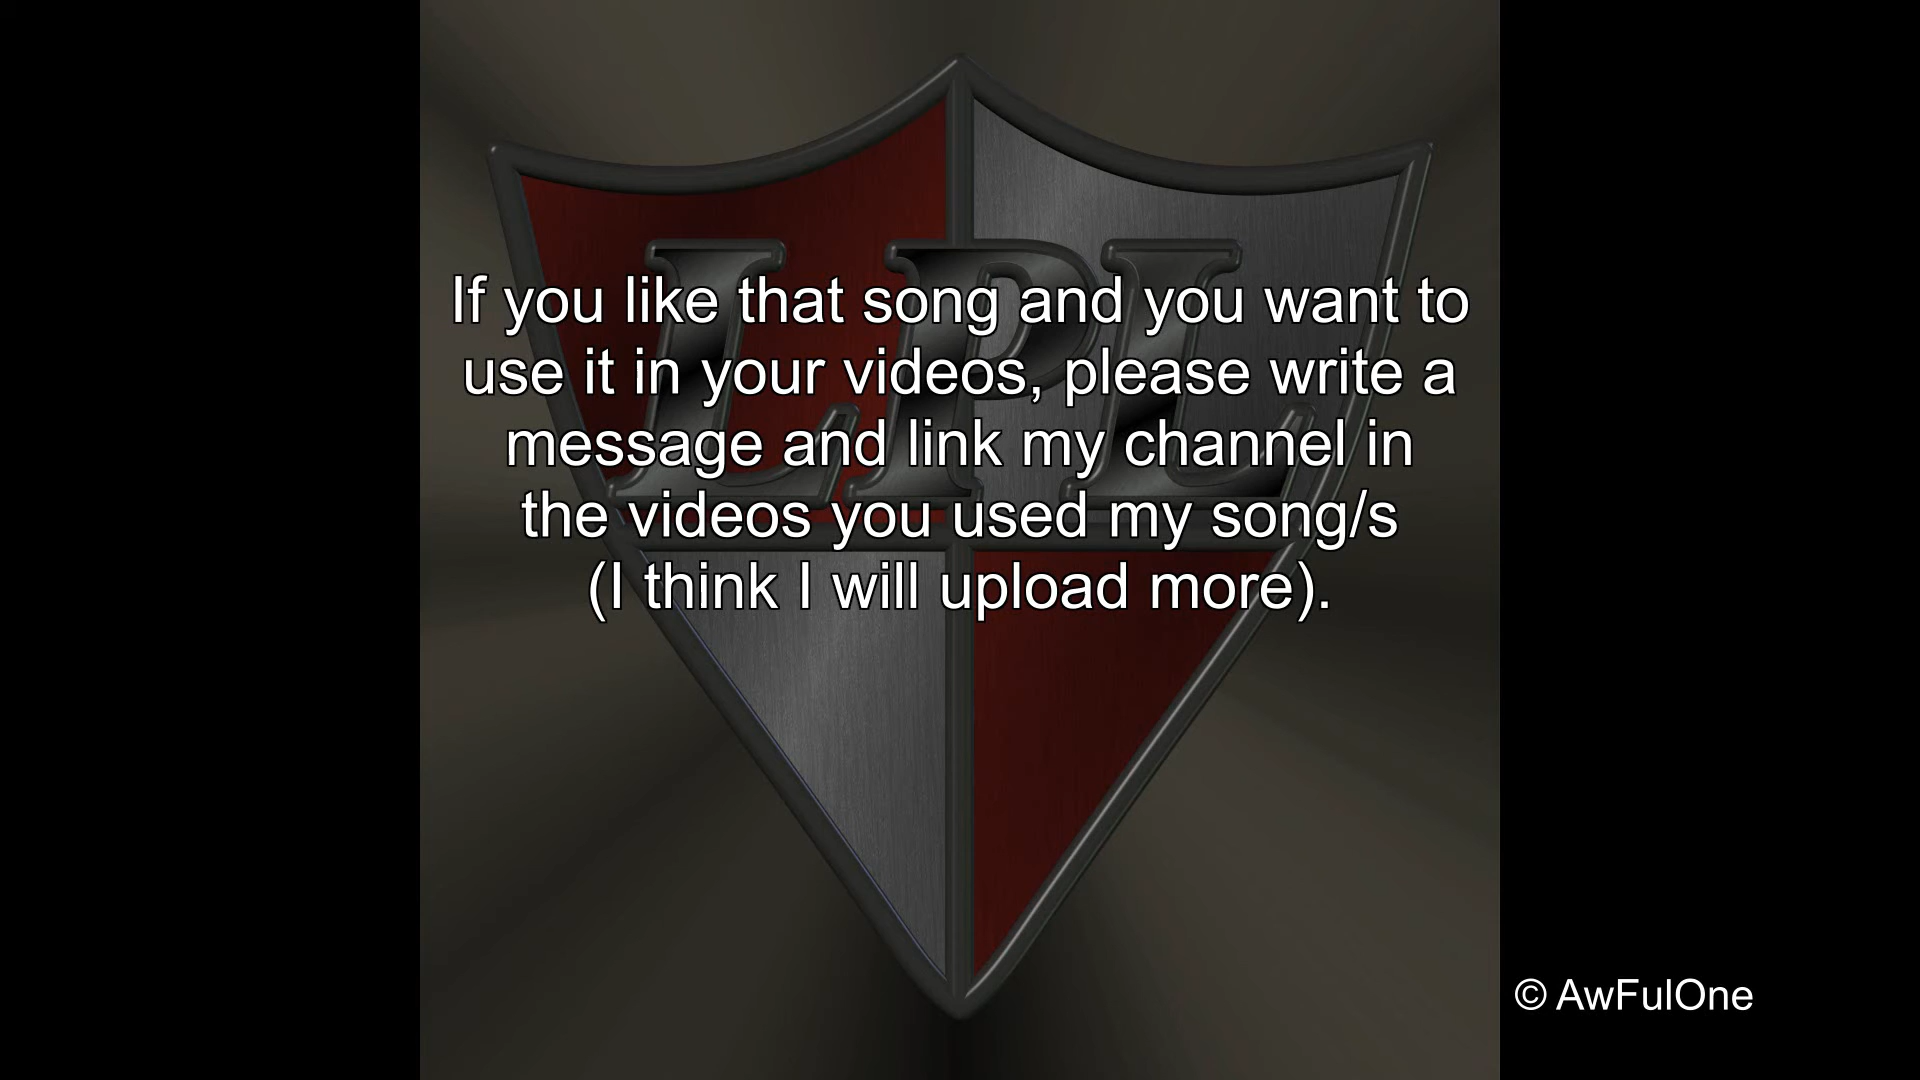 LPL
If you like that song and you want to
use it in your videos, please write a
message and link my channel in
the videos you used my song/s
(I think I will upload more).
© AwFulOne